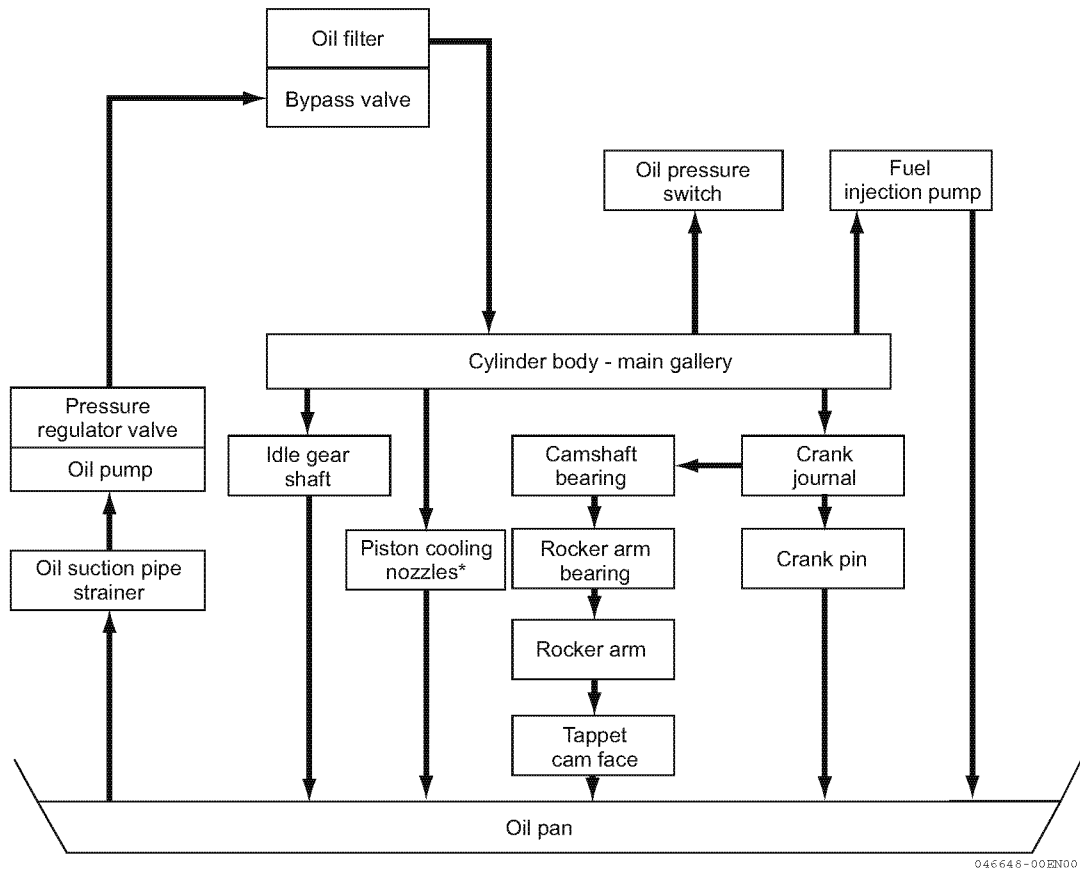 Oil filter
Bypass valve
Oil pressure
switch
Fuel
injection pump
Cylinder body - main gallery
Pressure
regulator valve
Oil pump
Idle gear
shaft
Camshaft
bearing
Crank
journal
Piston cooling
nozzles*
Rocker arm
bearing
Crank pin
Oil suction pipe
strainer
Rocker arm
Tappet
cam face
Oil pan
046648-00EN00